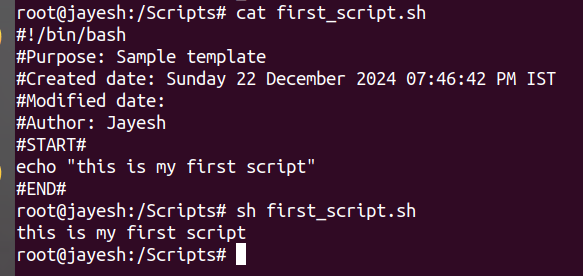 root@jayesh:/Scripts# cat first_script.sh
#!/bin/bash
#Purpose: Sample template
#Created date: Sunday 22 December 2024 07:46:42 PM IST
#Modified date:
#Author: Jayesh
#START#
echo "this is my first script"
#END#
root@jayesh:/Scripts# sh first_script.sh
this is my first script
root@jayesh:/Scripts#